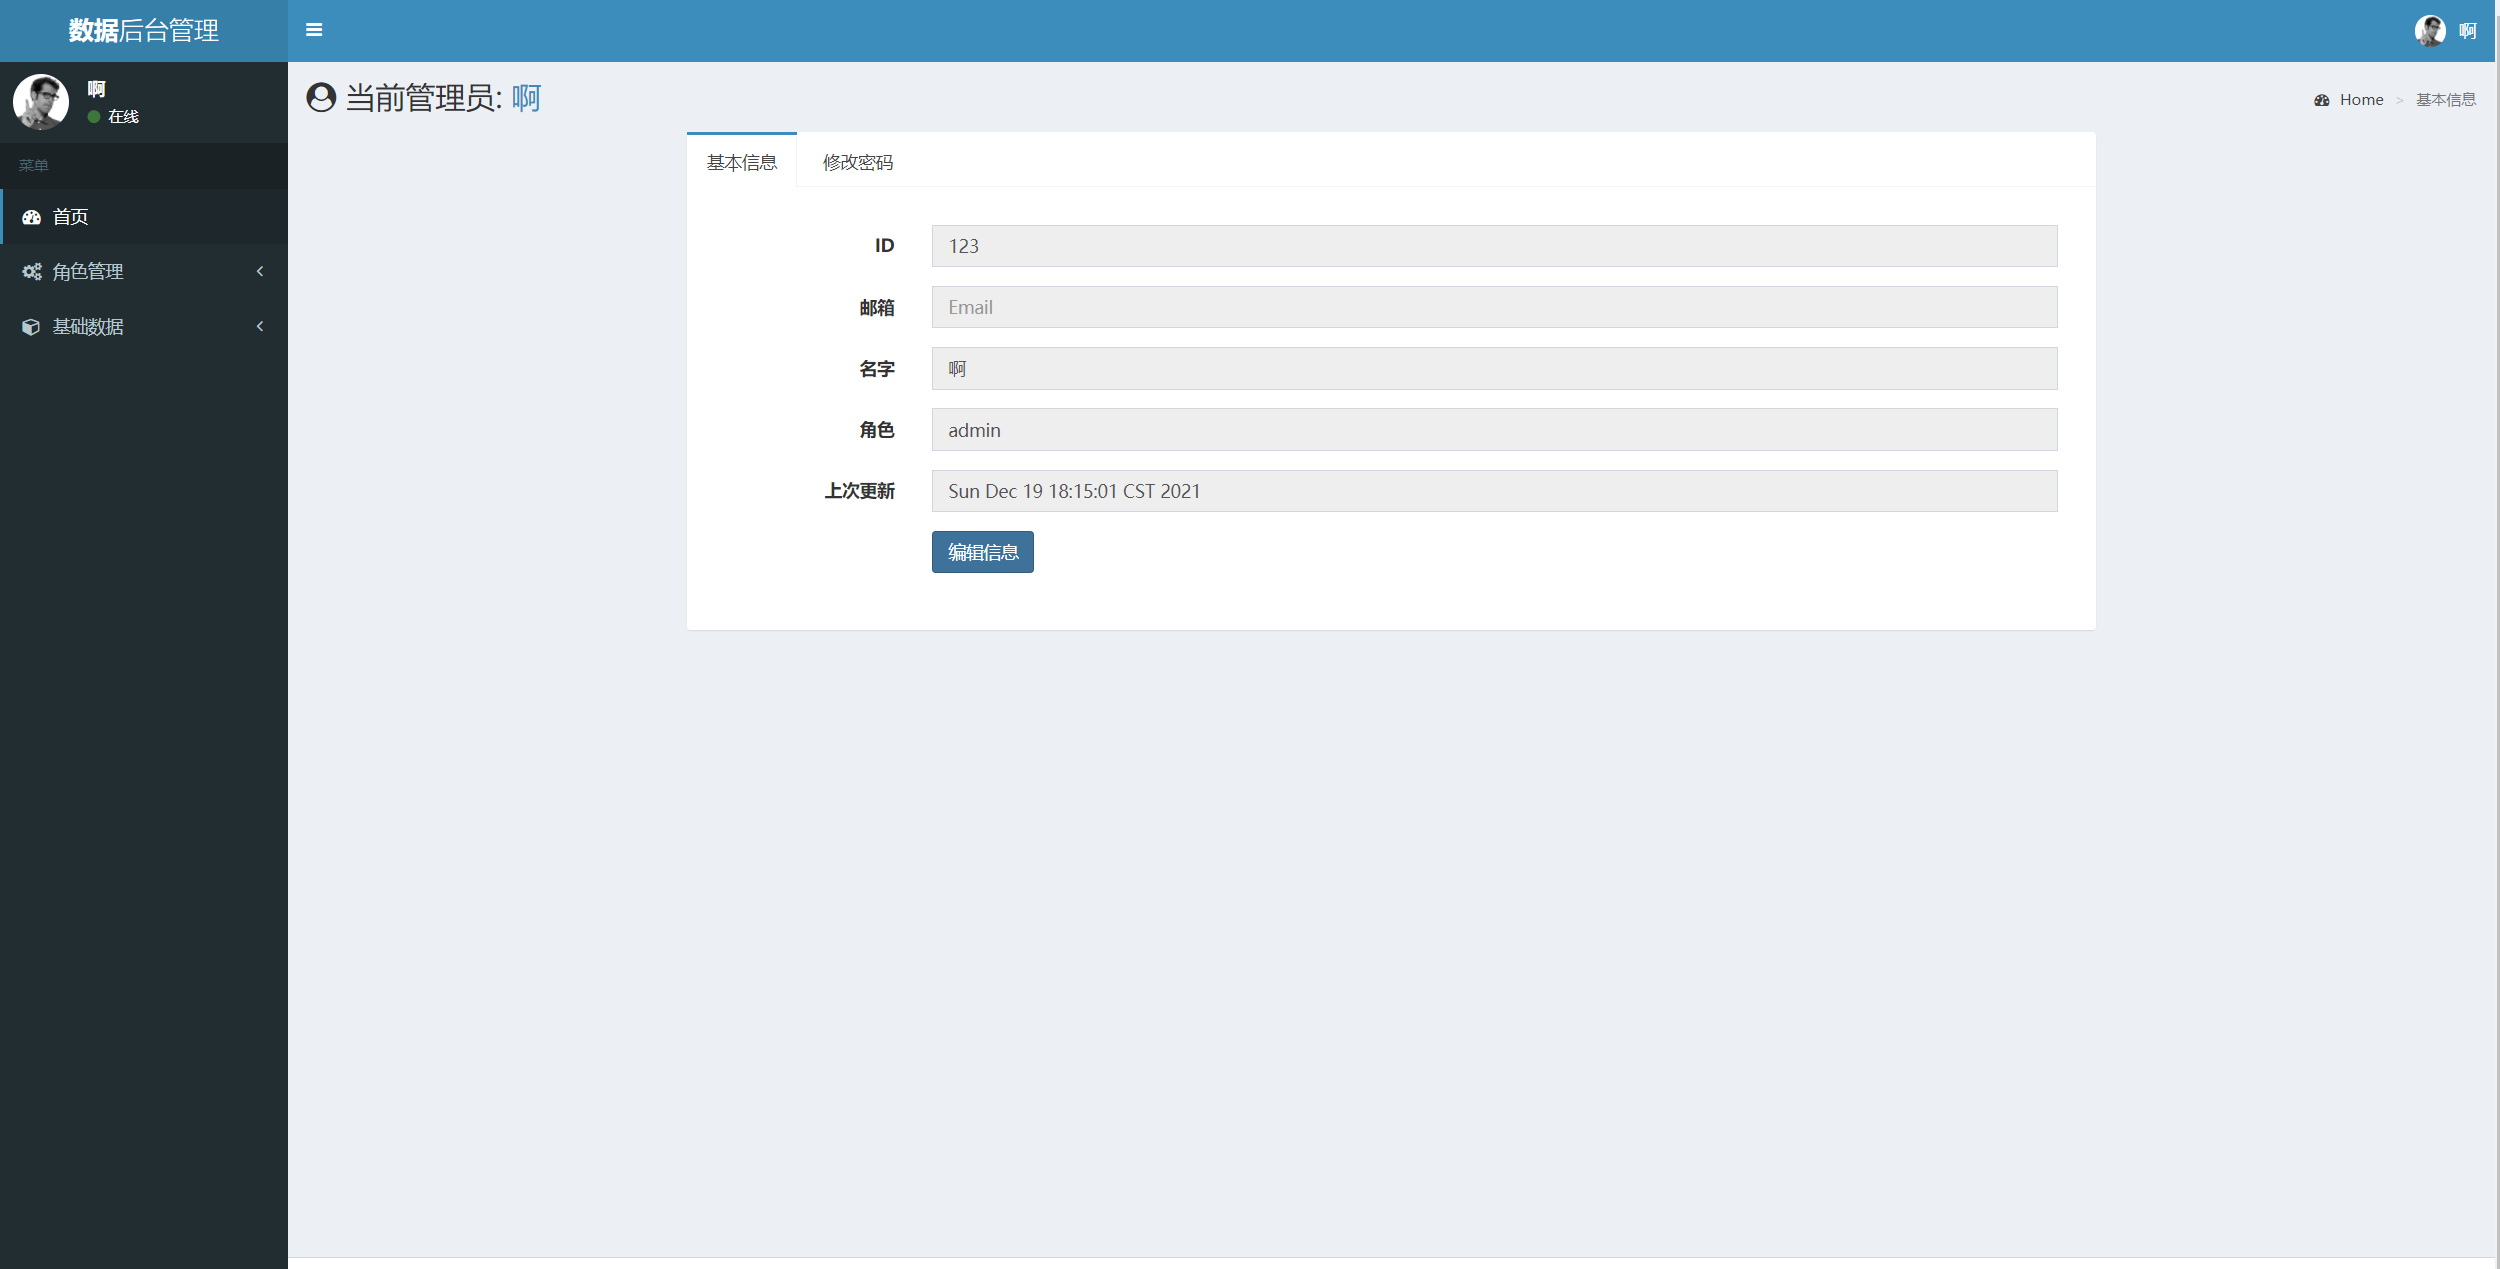 数据后台管理
啊
啊
在线
菜单
首页
角色管理
基础数据
当前管理员: 啊
Home > 基本信息
基本信息 修改密码
ID 123
邮箱 Email
名字 啊
角色 admin
上次更新 Sun Dec 19 18:15:01 CST 2021
编辑信息